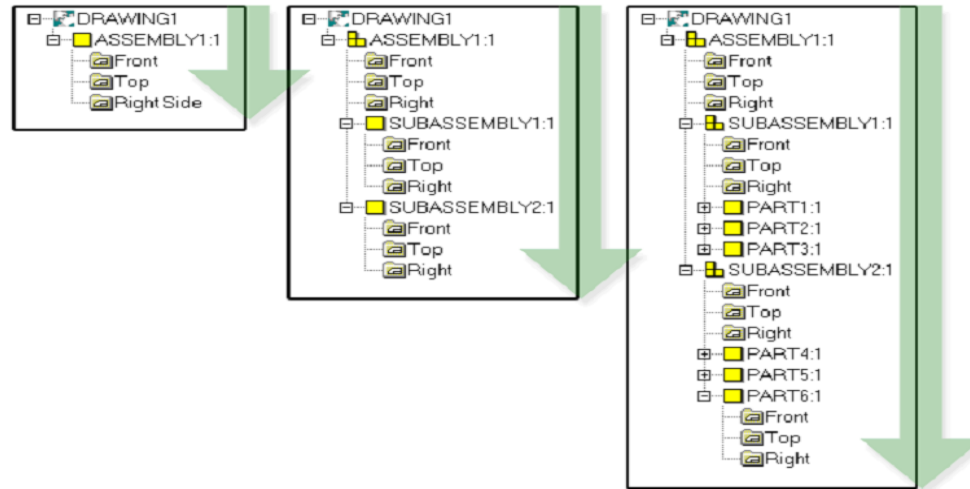 DRAWING1
ASSEMBLY1:1
Front
Top
Right Side
DRAWING1
ASSEMBLY1:1
Front
Top
Right
SUBASSEMBLY1:1
Front
Top
Right
SUBASSEMBLY2:1
Front
Top
Right
DRAWING1
ASSEMBLY1:1
Front
Top
Right
SUBASSEMBLY1:1
Front
Top
Right
PART1:1
PART2:1
PART3:1
SUBASSEMBLY2:1
Front
Top
Right
PART4:1
PART5:1
PART6:1
Front
Top
Right